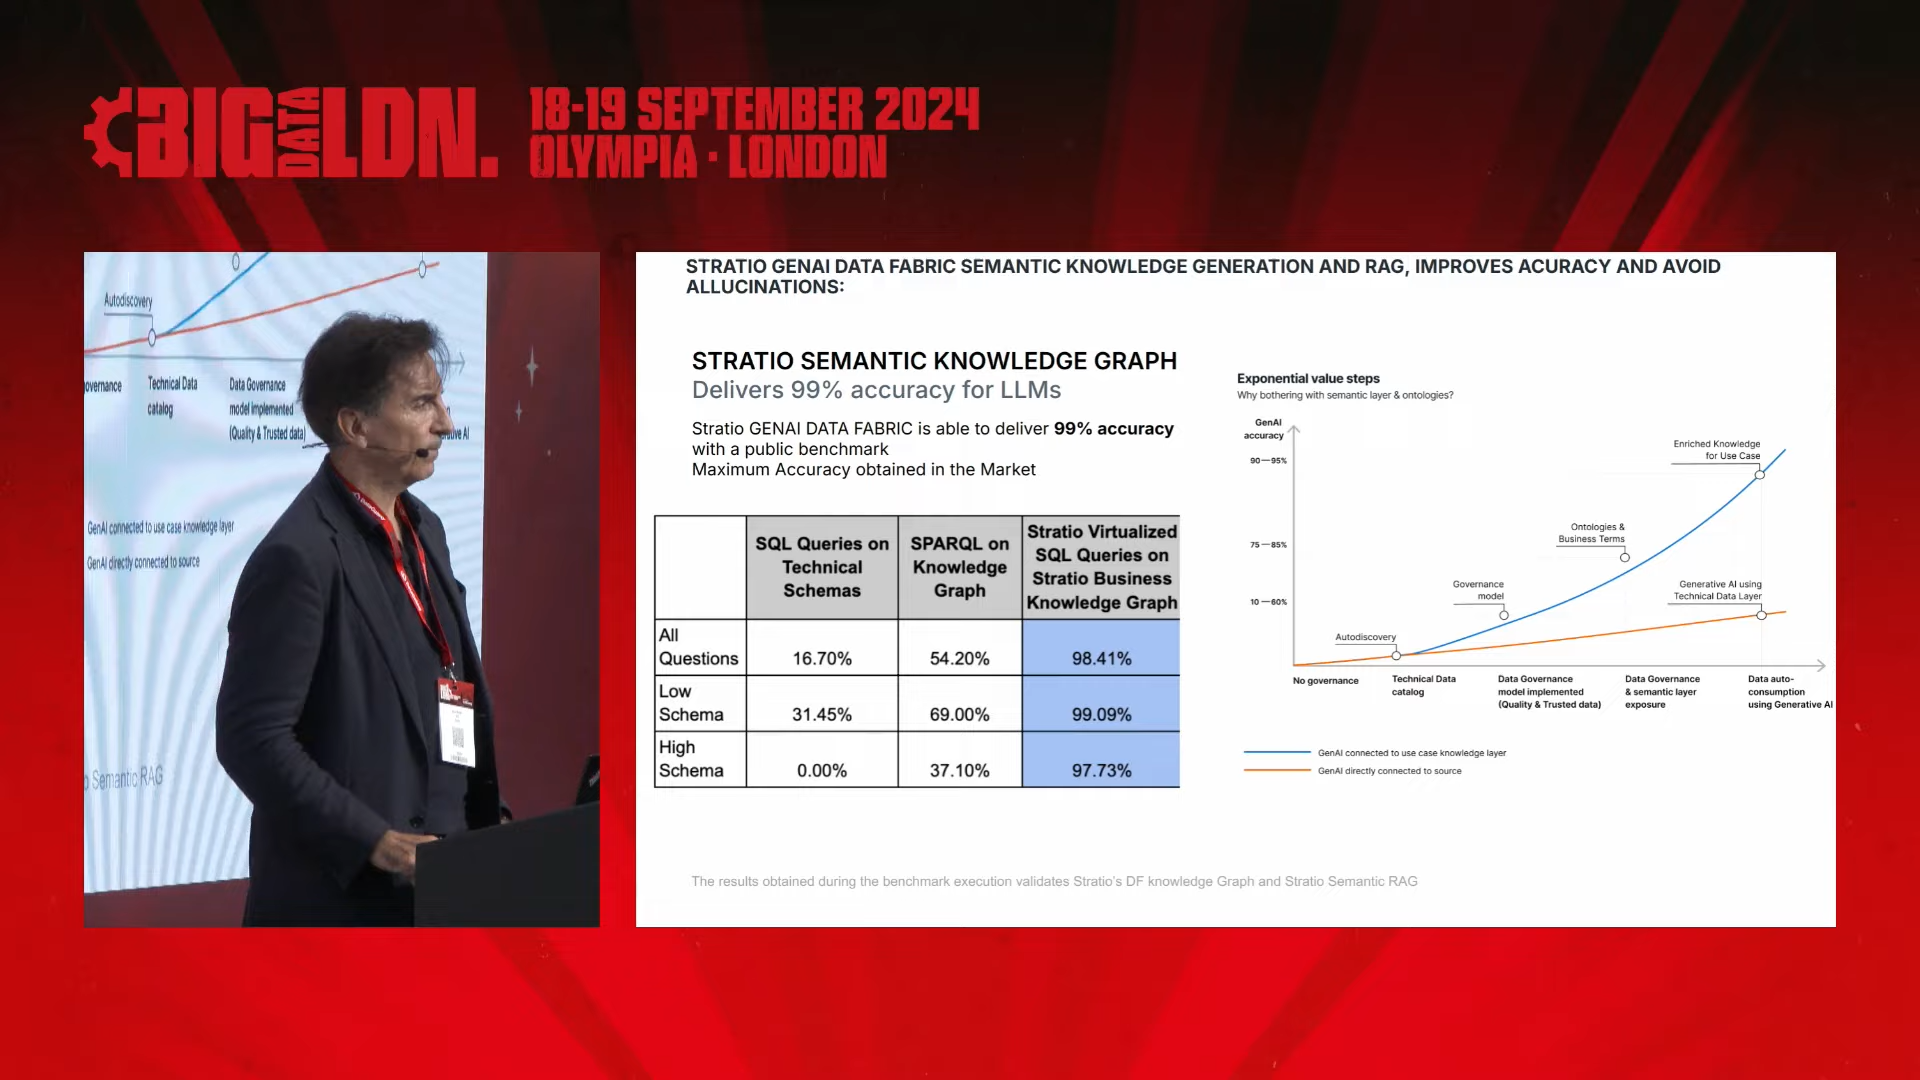 BIG DATA LDN.
18-19 SEPTEMBER 2024
OLYMPIA · LONDON
Autodiscovery
overnance
Technical Data
catalog
Data Governance
model implemented
(Quality & Trusted data)
ative AI
GenAI connected to use case knowledge layer
GenAI directly connected to source
Semantic RAG
STRATIO GENAI DATA FABRIC SEMANTIC KNOWLEDGE GENERATION AND RAG, IMPROVES ACURACY AND AVOID
ALLUCINATIONS:
STRATIO SEMANTIC KNOWLEDGE GRAPH
Delivers 99% accuracy for LLMs
Stratio GENAI DATA FABRIC is able to deliver 99% accuracy
with a public benchmark
Maximum Accuracy obtained in the Market
SQL Queries on
Technical
Schemas
SPARQL on
Knowledge
Graph
Stratio Virtualized
SQL Queries on
Stratio Business
Knowledge Graph
All
Questions
16.70%
54.20%
98.41%
Low
Schema
31.45%
69.00%
99.09%
High
Schema
0.00%
37.10%
97.73%
Exponential value steps
Why bothering with semantic layer & ontologies?
GenAI
accuracy
90—95%
75—85%
10—60%
Enriched Knowledge
for Use Case
Ontologies &
Business Terms
Governance
model
Generative AI using
Technical Data Layer
Autodiscovery
No governance
Technical Data
catalog
Data Governance
model implemented
(Quality & Trusted data)
Data Governance
& semantic layer
exposure
Data auto-
consumption
using Generative AI
GenAI connected to use case knowledge layer
GenAI directly connected to source
The results obtained during the benchmark execution validates Stratio's DF knowledge Graph and Stratio Semantic RAG